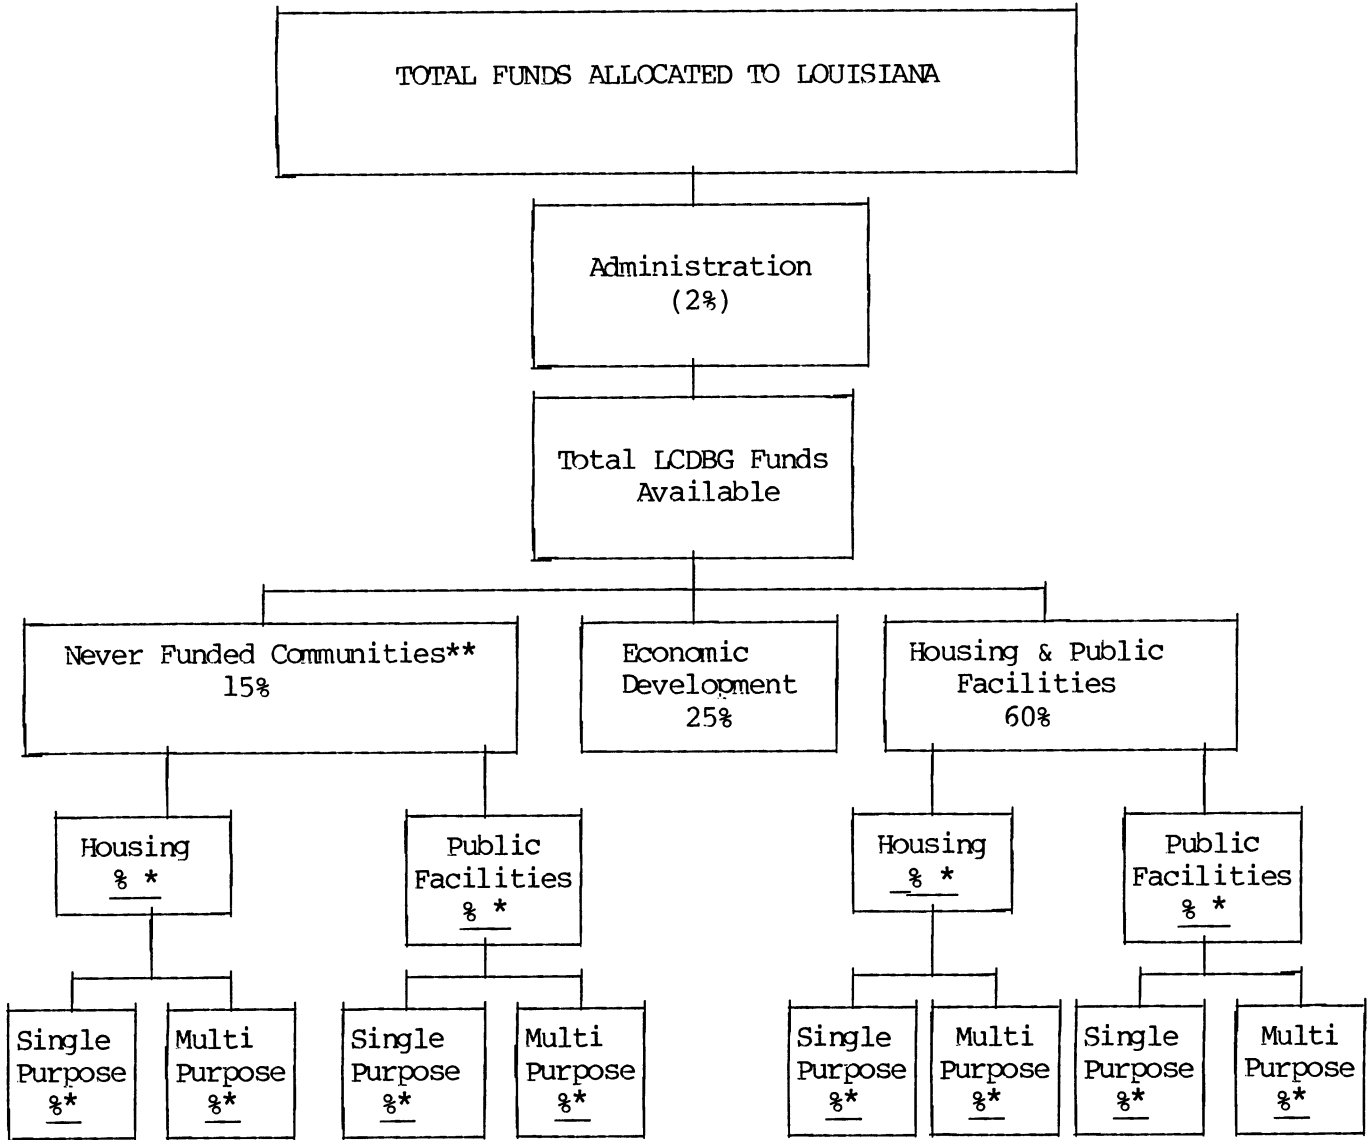 TOTAL FUNDS ALLOCATED TO LOUISIANA
Administration
(2%)
Total LCDBG Funds
Available
Never Funded Communities**
15%
Economic
Development
25%
Housing & Public
Facilities
60%
Housing
% *
Public
Facilities
% *
Housing
% *
Public
Facilities
% *
Single
Purpose
%*
Multi
Purpose
%*
Single
Purpose
%*
Multi
Purpose
%*
Single
Purpose
%*
Multi
Purpose
%*
Single
Purpose
%*
Multi
Purpose
%*